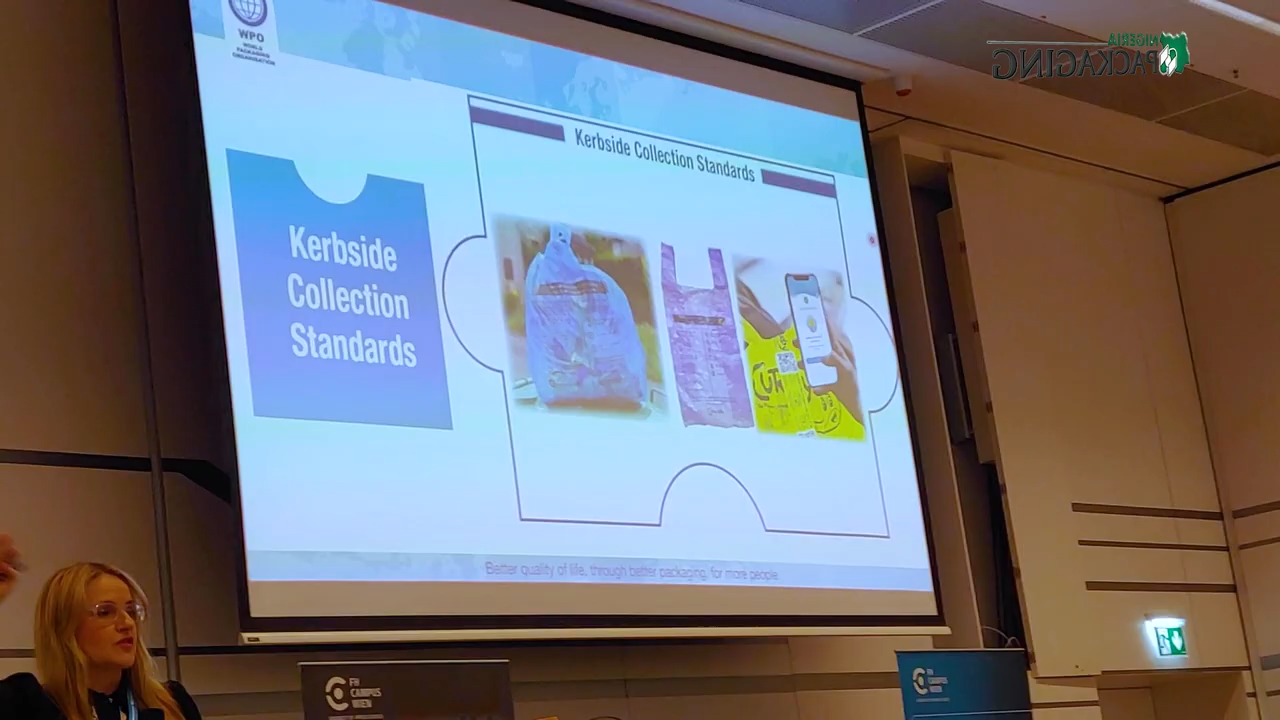 WPO
WORLD
PACKAGING
ORGANISATION
NIGERIA
PACKAGING
Kerbside Collection Standards
Kerbside
Collection
Standards
CUT
Better quality of life, through better packaging, for more people
FH
CAMPUS
WIEN
FH
CAMPUS
WIEN